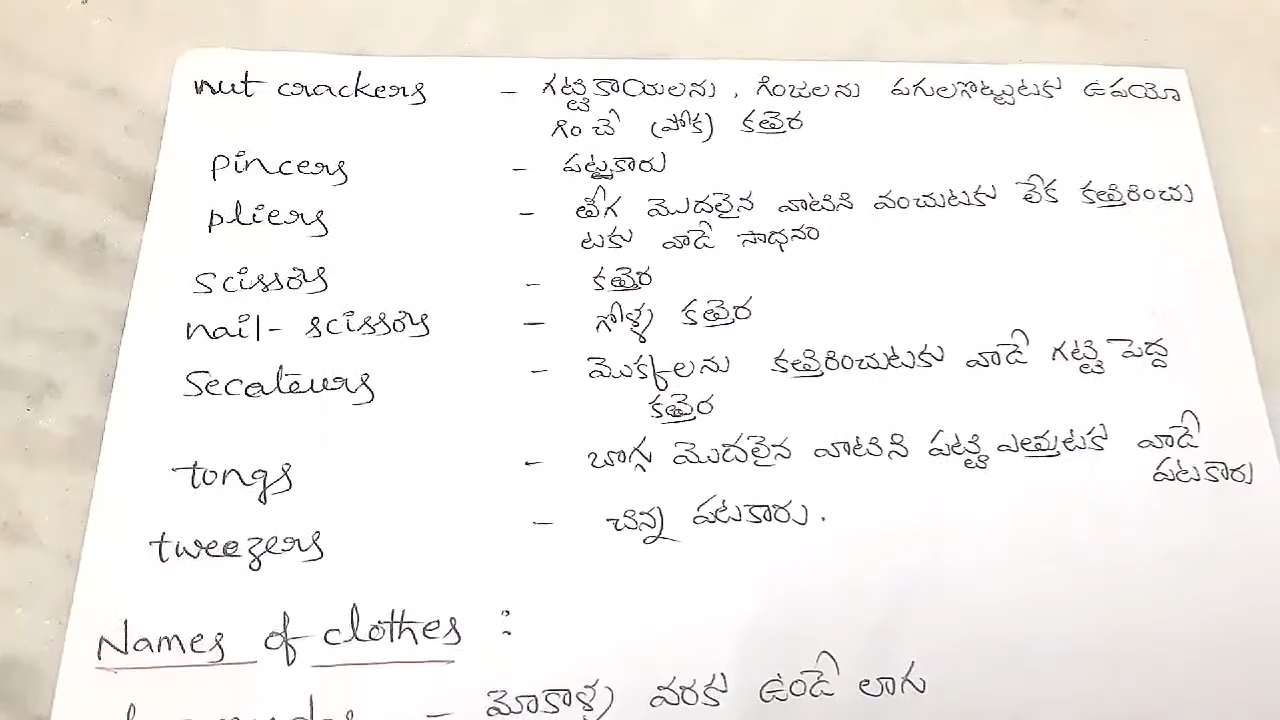 nut crackers - గట్టికాయలను, గింజలను పగులగొట్టుటకు ఉపయో
గించే (పోక) కత్తెర
pincers - పట్టుకారు
pliers - తీగ మొదలైన వాటిని వంచుటకు లేక కత్తిరించు
టకు వాడే సాధనం
scissors - కత్తెర
nail-scissors - గోళ్ళ కత్తెర
Secateurs - మొక్కలను కత్తిరించుటకు వాడే గట్టి పెద్ద
కత్తెర
tongs - బొగ్గు మొదలైన వాటిని పట్టి ఎత్తుటకు వాడే
పటకారు
tweezers - చిన్న పటకారు.
Names of clothes :
- మోకాళ్ళ వరకు ఉండే లాగు